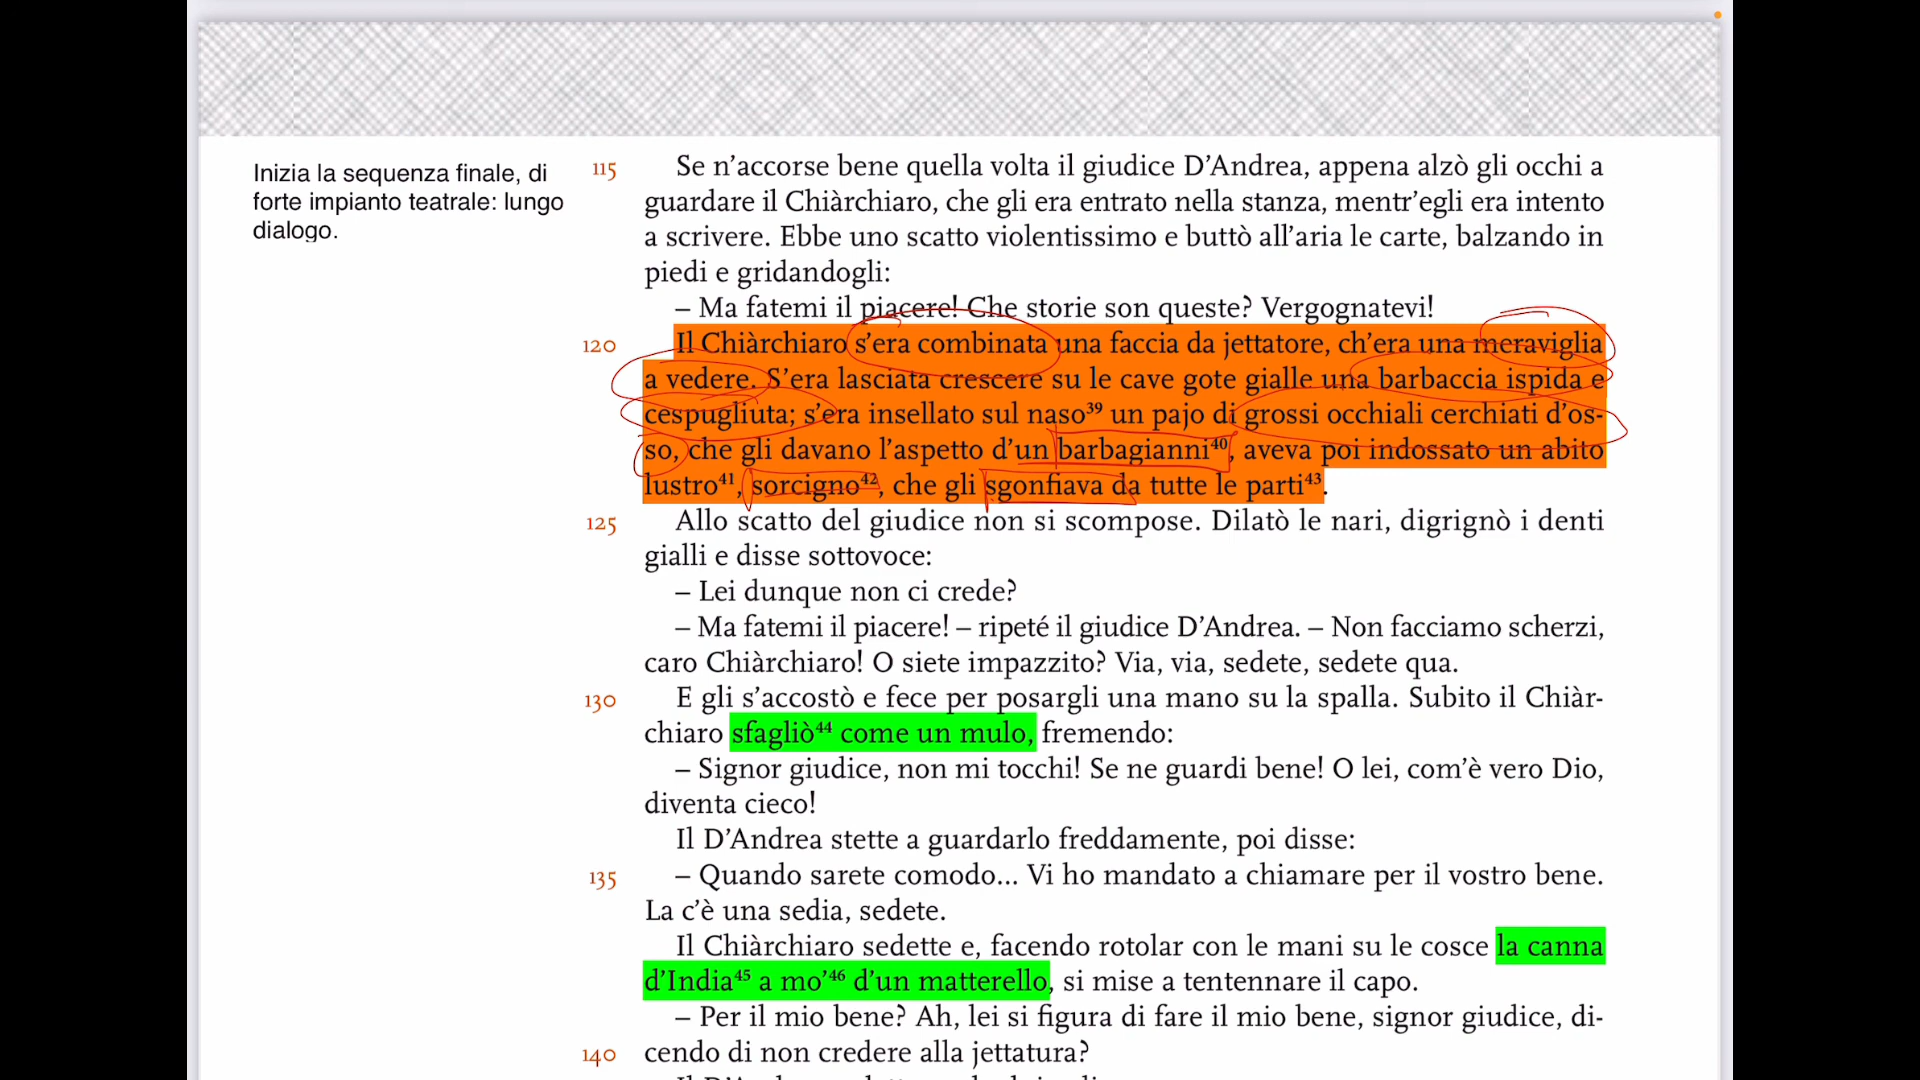 Inizia la sequenza finale, di
forte impianto teatrale: lungo
dialogo.
115 Se n'accorse bene quella volta il giudice D'Andrea, appena alzò gli occhi a
guardare il Chiàrchiaro, che gli era entrato nella stanza, mentr'egli era intento
a scrivere. Ebbe uno scatto violentissimo e buttò all'aria le carte, balzando in
piedi e gridandogli:
– Ma fatemi il piacere! Che storie son queste? Vergognatevi!
120 Il Chiàrchiaro s'era combinata una faccia da jettatore, ch'era una meraviglia
a vedere. S'era lasciata crescere su le cave gote gialle una barbaccia ispida e
cespugliuta; s'era insellato sul naso³⁹ un pajo di grossi occhiali cerchiati d'os-
so, che gli davano l'aspetto d'un barbagianni⁴⁰, aveva poi indossato un abito
lustro⁴¹, sorcigno⁴², che gli sgonfiava da tutte le parti⁴³.
125 Allo scatto del giudice non si scompose. Dilatò le nari, digrignò i denti
gialli e disse sottovoce:
– Lei dunque non ci crede?
– Ma fatemi il piacere! – ripeté il giudice D'Andrea. – Non facciamo scherzi,
caro Chiàrchiaro! O siete impazzito? Via, via, sedete, sedete qua.
130 E gli s'accostò e fece per posargli una mano su la spalla. Subito il Chiàr-
chiaro sfagliò⁴⁴ come un mulo, fremendo:
– Signor giudice, non mi tocchi! Se ne guardi bene! O lei, com'è vero Dio,
diventa cieco!
Il D'Andrea stette a guardarlo freddamente, poi disse:
135 – Quando sarete comodo... Vi ho mandato a chiamare per il vostro bene.
La c'è una sedia, sedete.
Il Chiàrchiaro sedette e, facendo rotolar con le mani su le cosce la canna
d'India⁴⁵ a mo'⁴⁶ d'un matterello, si mise a tentennare il capo.
– Per il mio bene? Ah, lei si figura di fare il mio bene, signor giudice, di-
140 cendo di non credere alla jettatura?